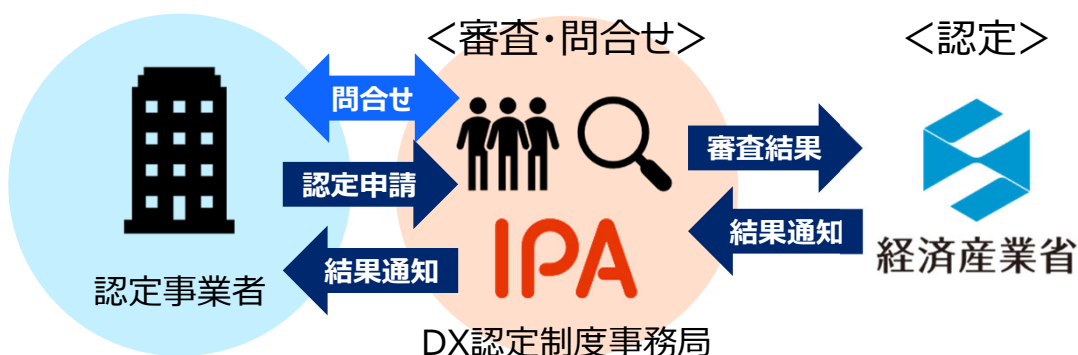 ＜審査・問合せ＞
＜認定＞
問合せ
認定申請
結果通知
審査結果
結果通知
認定事業者
IPA
DX認定制度事務局
経済産業省